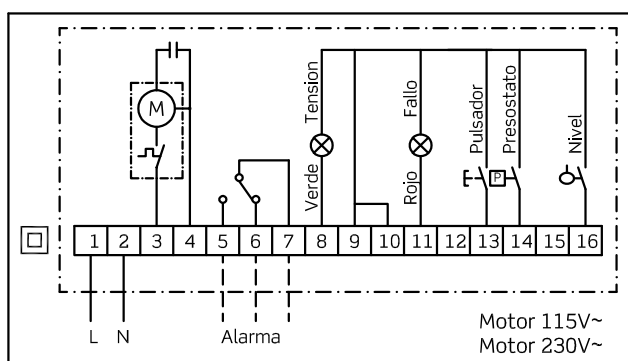 Tension
Verde
Fallo
Rojo
Pulsador
Presostato
Nivel
M
P
1 2 3 4 5 6 7 8 9 10 11 12 13 14 15 16
L N Alarma
Motor 115V~
Motor 230V~